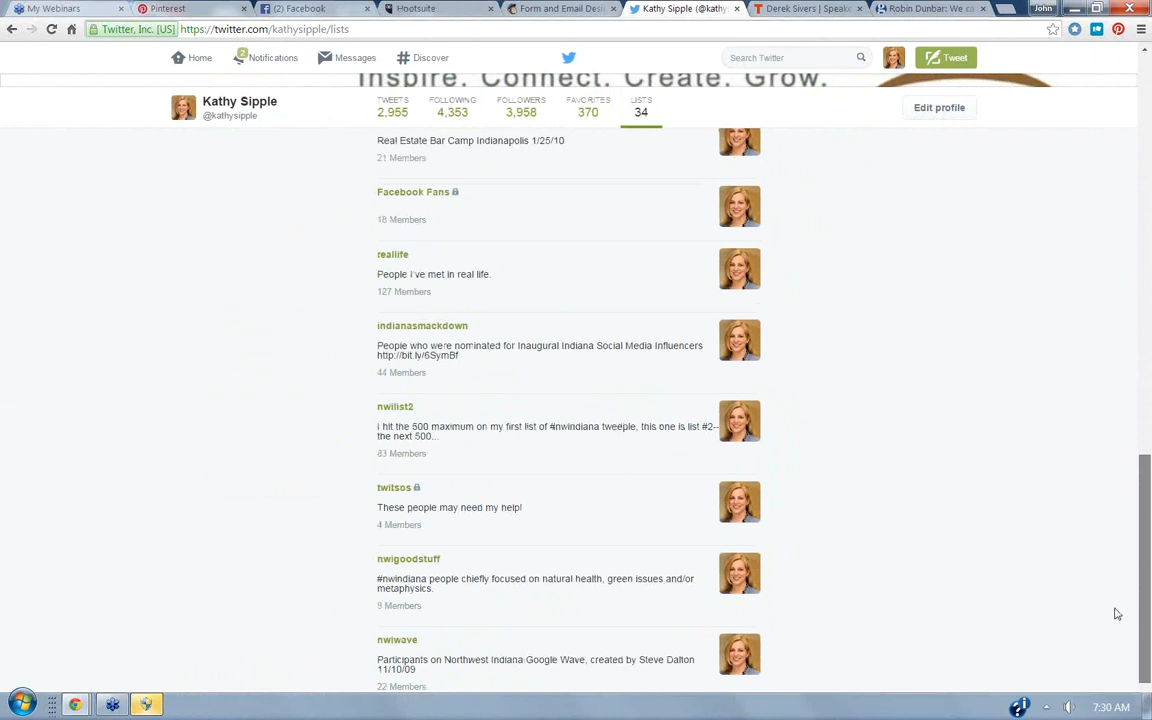 My Webinars
Pinterest
(2) Facebook
Hootsuite
Form and Email Desi
Kathy Sipple (@kathys
Derek Sivers | Speake
Robin Dunbar: We ca
John
Twitter, Inc. [US] https://twitter.com/kathysipple/lists
Home
2
Notifications
Messages
Discover
Search Twitter
Tweet
Inspire. Connect. Create. Grow.
Kathy Sipple
@kathysipple
TWEETS FOLLOWING FOLLOWERS FAVORITES LISTS
2,955 4,353 3,958 370 34
Edit profile
Real Estate Bar Camp Indianapolis 1/25/10
21 Members
Facebook Fans
18 Members
reallife
People I've met in real life.
127 Members
indianasmackdown
People who were nominated for Inaugural Indiana Social Media Influencers
http://bit.ly/6SymBf
44 Members
nwilist2
I hit the 500 maximum on my first list of #nwindiana tweeple, this one is list #2--
the next 500...
83 Members
twitsos
These people may need my help!
4 Members
nwigoodstuff
#nwindiana people chiefly focused on natural health, green issues and/or
metaphysics.
8 Members
nwiwave
Participants on Northwest Indiana Google Wave, created by Steve Dalton
11/10/09
22 Members
7:30 AM